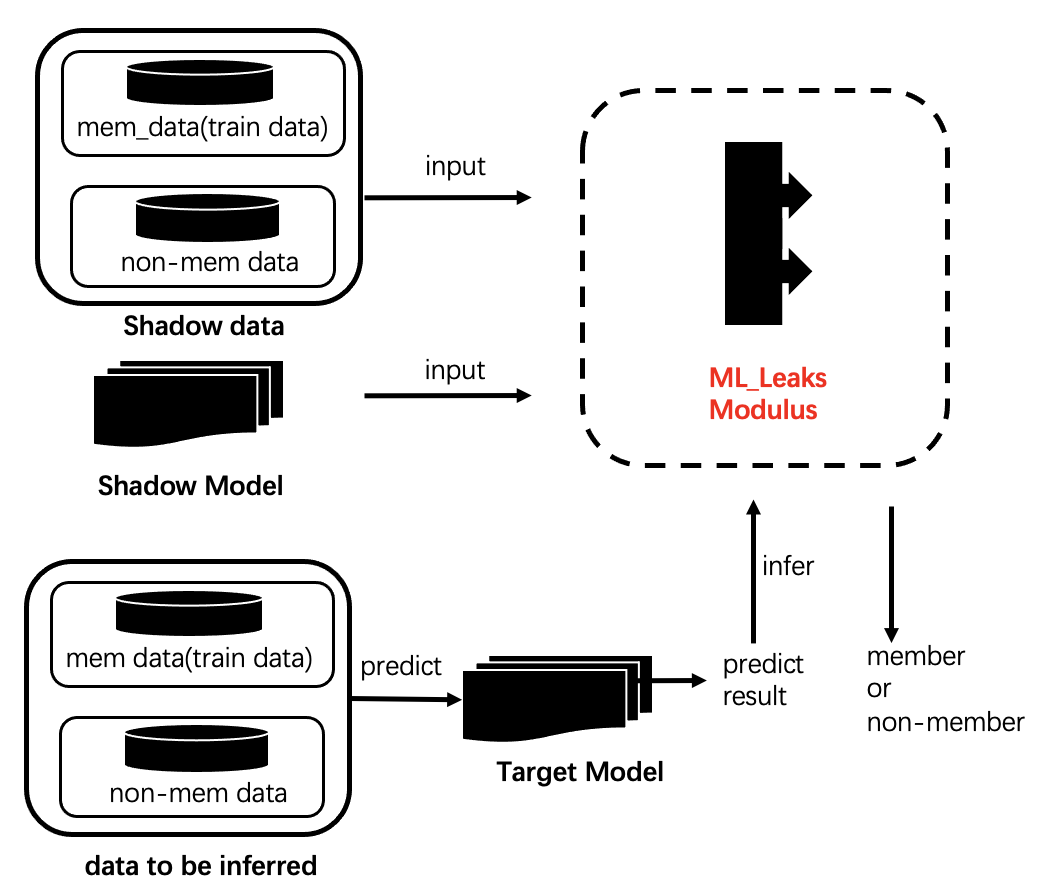 mem_data(train data)
non-mem data
Shadow data
input
Shadow Model
input
ML_Leaks
Modulus
mem data(train data)
non-mem data
data to be inferred
predict
Target Model
predict
result
infer
member
or
non-member